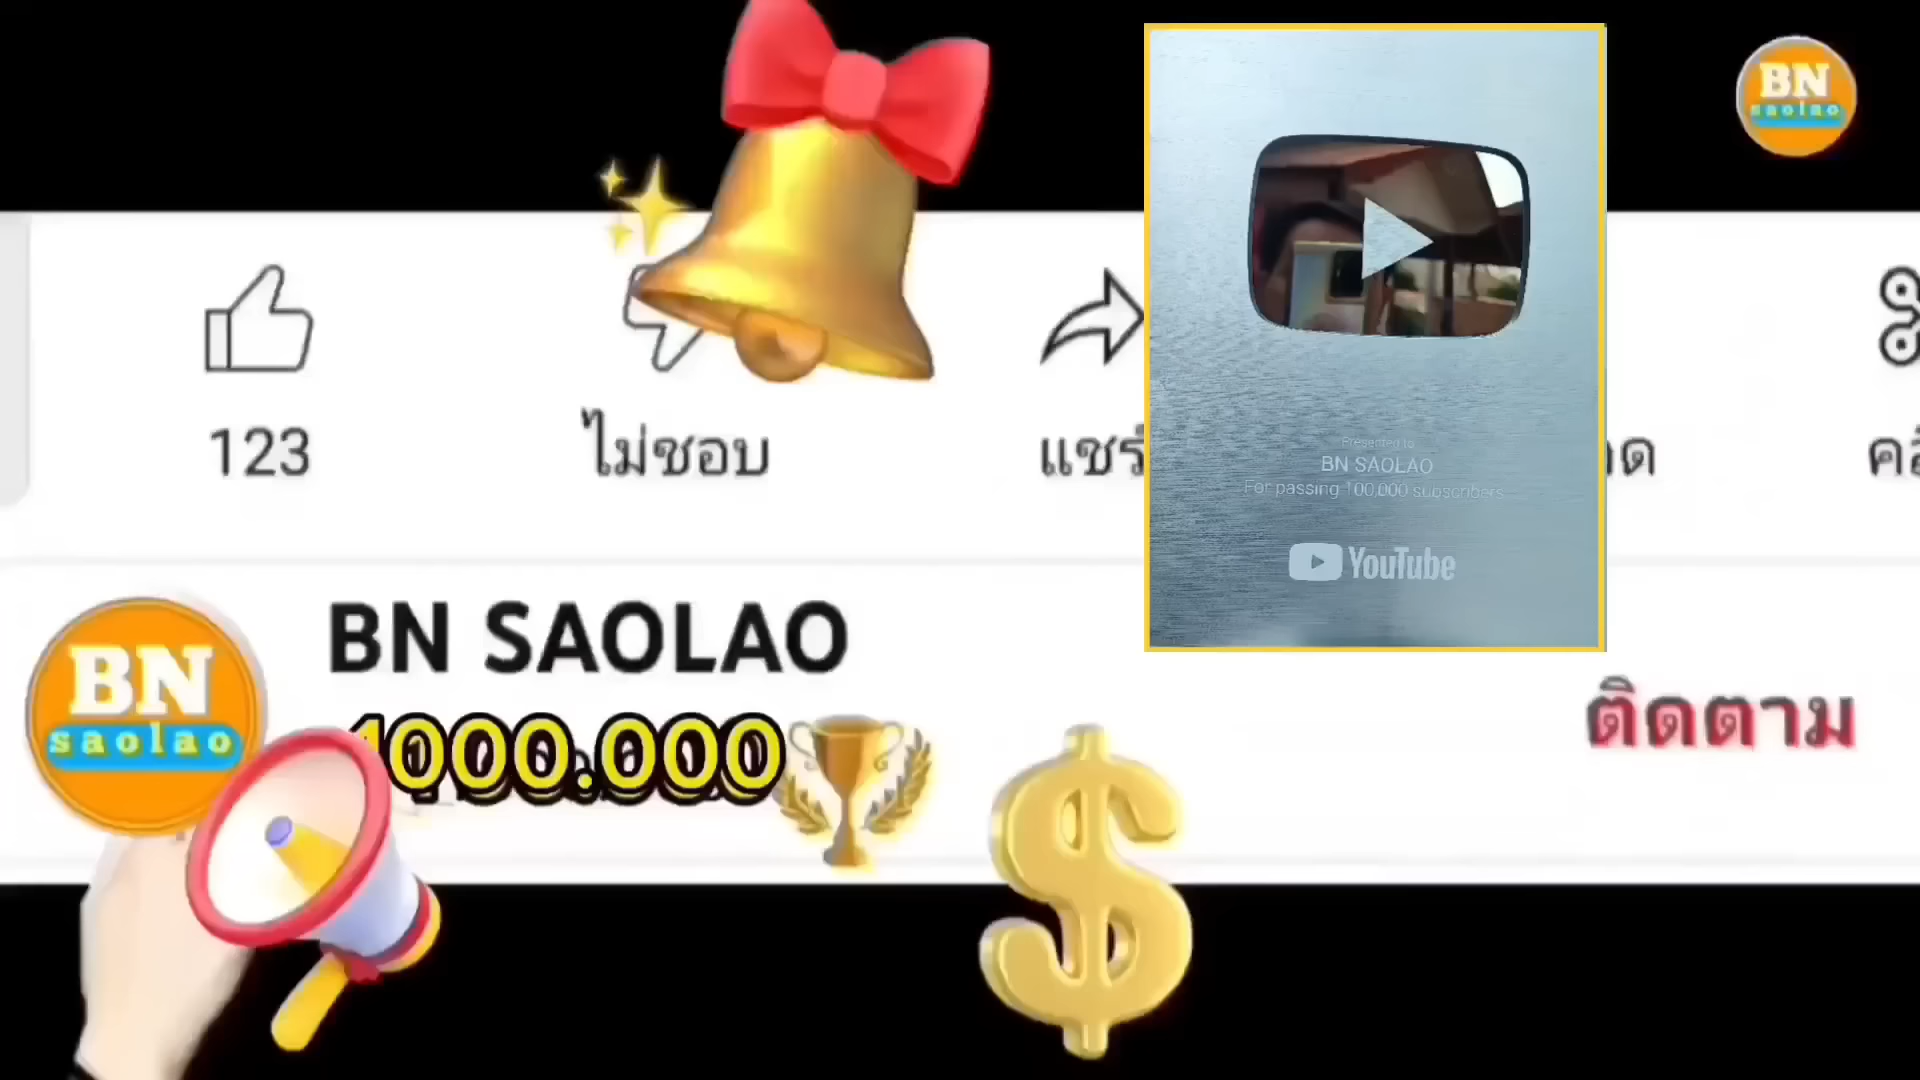 BN
saolao
123
ไม่ชอบ
Presented to
BN SAOLAO
For passing 100,000 subscribers
YouTube
BN SAOLAO
BN
saolao
1000.000
ติดตาม